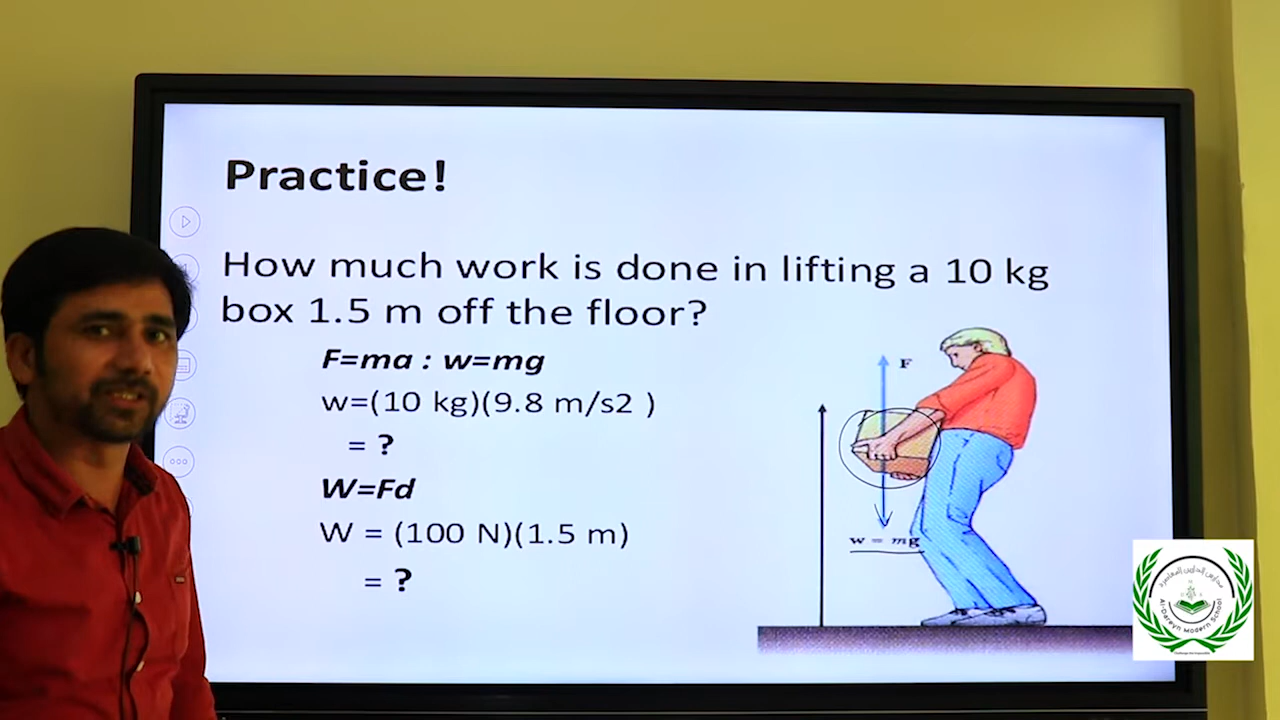 Practice!
How much work is done in lifting a 10 kg
box 1.5 m off the floor?
F=ma : w=mg
w=(10 kg)(9.8 m/s2 )
= ?
W=Fd
W = (100 N)(1.5 m)
= ?
F
w = mg
Al-Dareyn Modern School